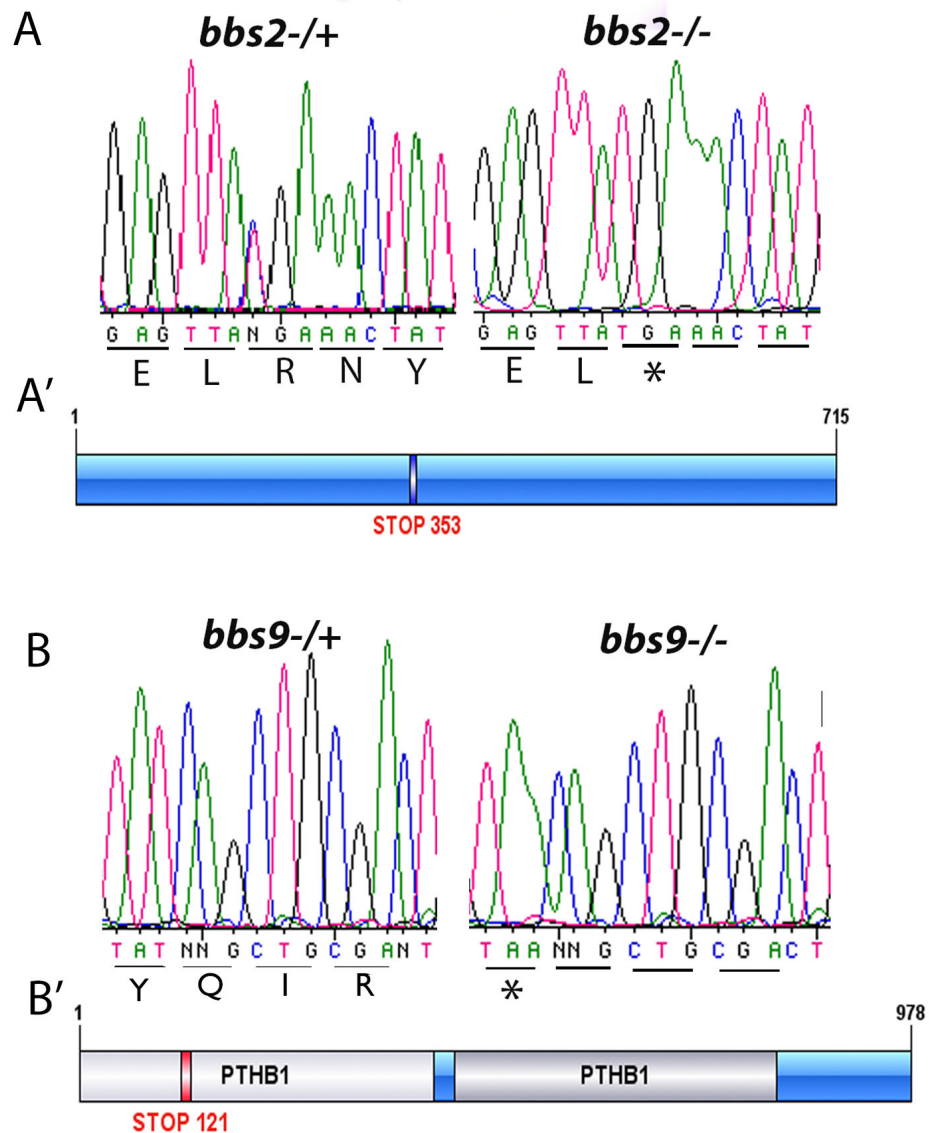 A
bbs2-/+ bbs2-/-
G A G T T A N G A A A C T A T G A G T T A T G A A A C T A T
E L R N Y E L *
A′
1 715
STOP 353
B
bbs9-/+ bbs9-/-
T A T N N G C T G C G A N T T A A N N G C T G C G A C T
Y Q I R *
B′
1 978
PTHB1 PTHB1
STOP 121